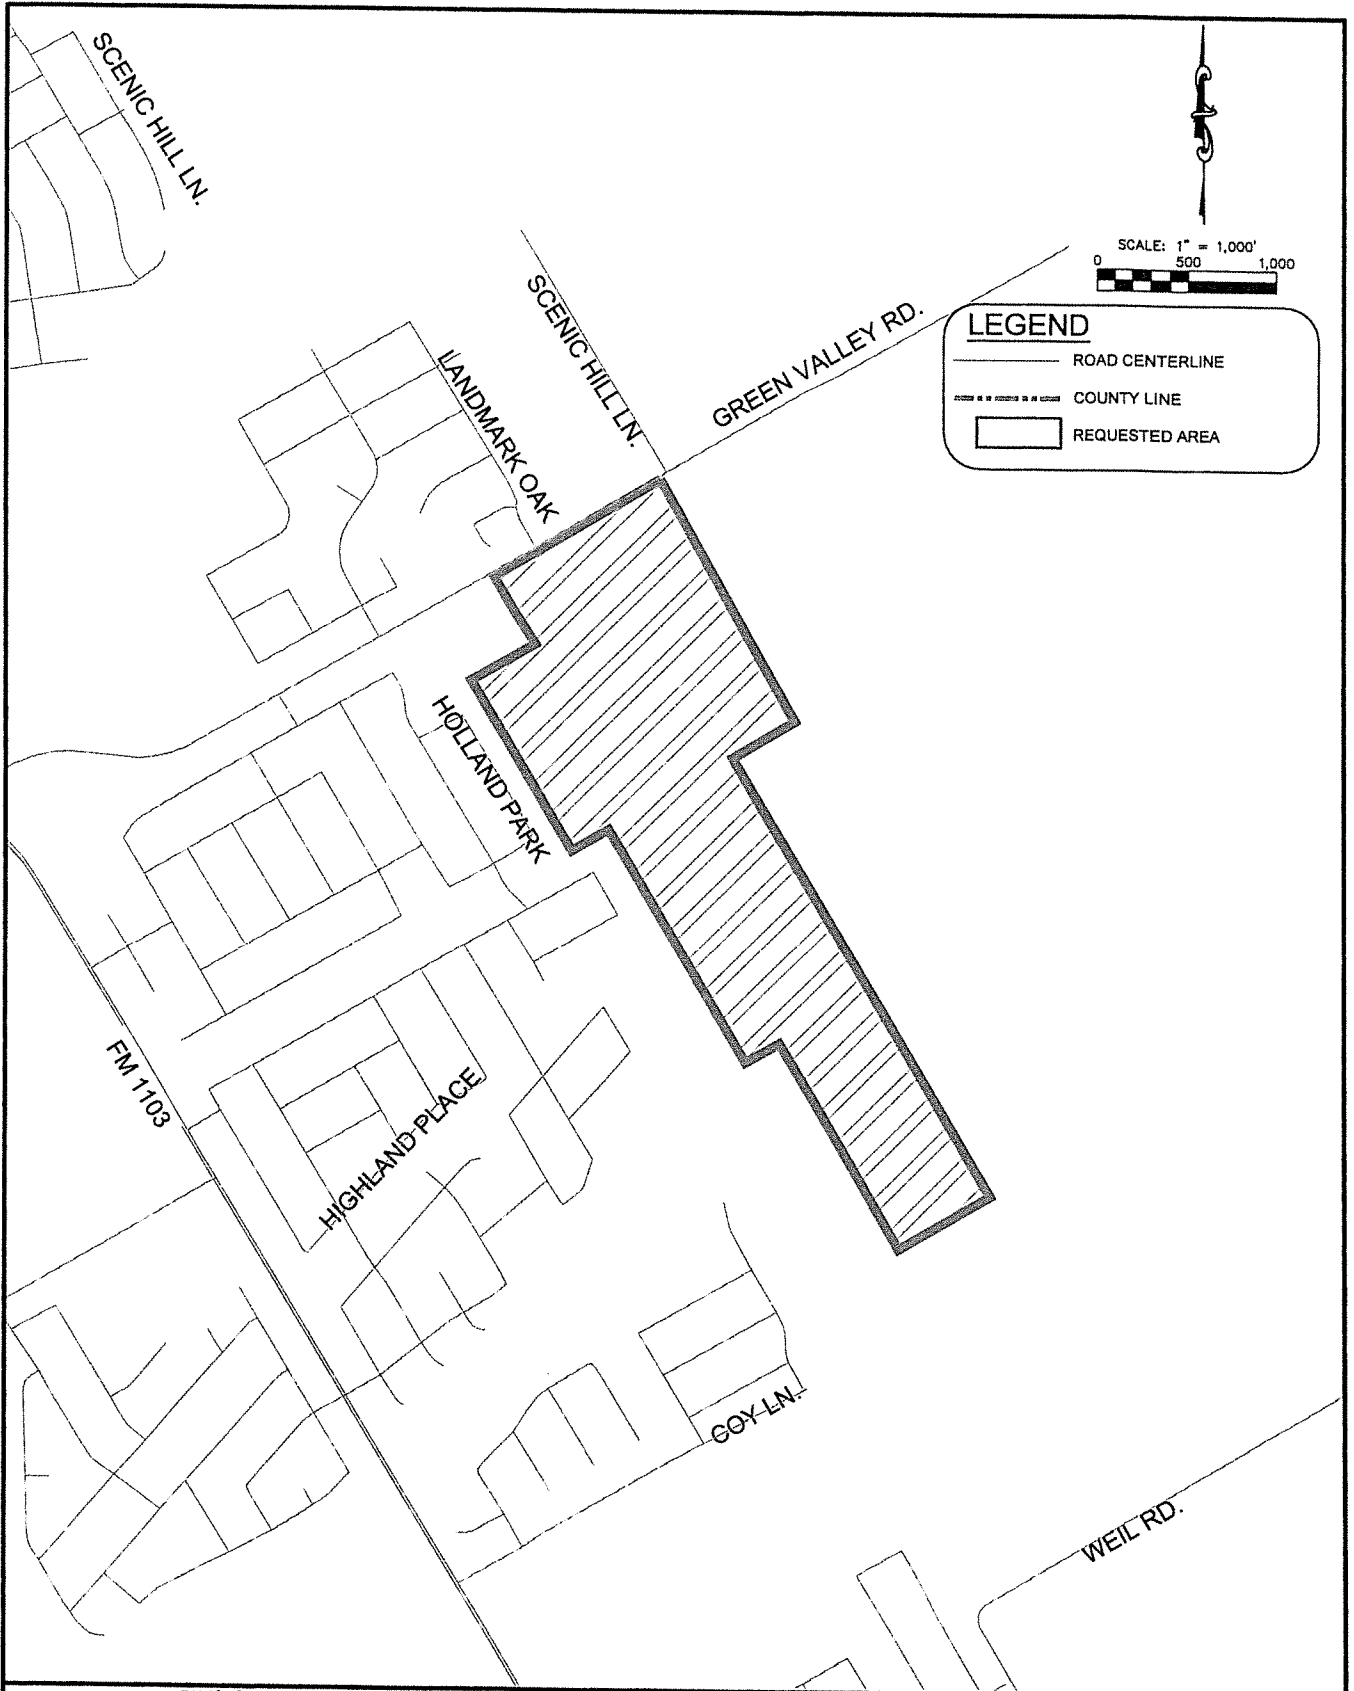 SCENIC HILL LN.
SCALE: 1" = 1,000'
0 500 1,000
SCENIC HILL LN.
GREEN VALLEY RD.
LEGEND
ROAD CENTERLINE
COUNTY LINE
REQUESTED AREA
LANDMARK OAK
HOLLAND PARK
FM 1103
HIGHLAND PLACE
COY LN.
WEIL RD.